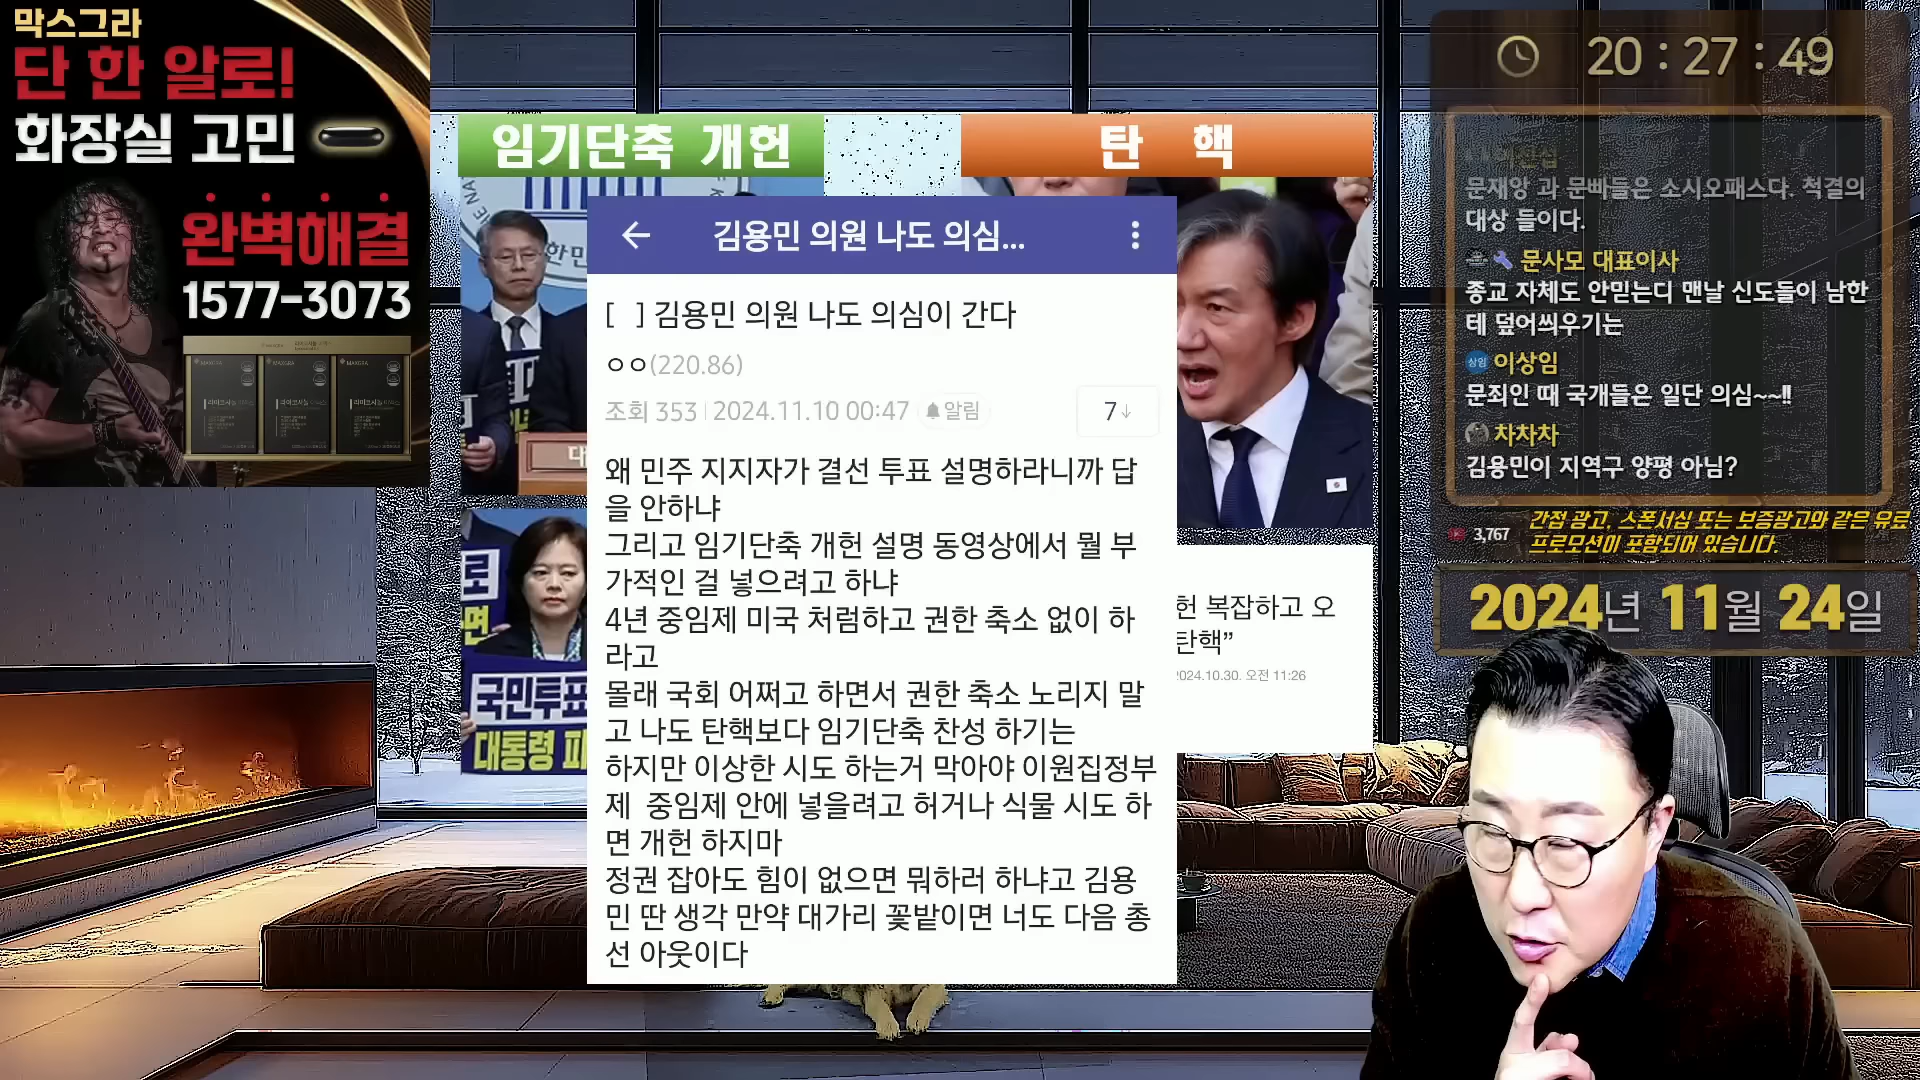 막스그라
단 한 알로!
화장실 고민
완벽해결
1577-3073
MAXGRA
MAXGRA
MAXGRA
임기단축 개헌
탄 핵
한민
대
로
면
국민투표
대통령 파
김용민 의원 나도 의심...
[ ] 김용민 의원 나도 의심이 간다
ㅇㅇ(220.86)
조회 353 2024.11.10 00:47 알림
7↓
왜 민주 지지자가 결선 투표 설명하라니까 답
을 안하냐
그리고 임기단축 개헌 설명 동영상에서 뭘 부
가적인 걸 넣으려고 하냐
4년 중임제 미국 처럼하고 권한 축소 없이 하
라고
몰래 국회 어쩌고 하면서 권한 축소 노리지 말
고 나도 탄핵보다 임기단축 찬성 하기는
하지만 이상한 시도 하는거 막아야 이원집정부
제 중임제 안에 넣을려고 허거나 식물 시도 하
면 개헌 하지마
정권 잡아도 힘이 없으면 뭐하러 하냐고 김용
민 딴 생각 만약 대가리 꽃밭이면 너도 다음 총
선 아웃이다
헌 복잡하고 오
탄핵”
2024.10.30. 오전 11:26
20 : 27 : 49
문재앙 과 문빠들은 소시오패스다. 척결의
대상 들이다.
문사모 대표이사
종교 자체도 안믿는디 맨날 신도들이 남한
테 덮어씌우기는
상임 이상임
문죄인 때 국개들은 일단 의심~~!!
차차차
김용민이 지역구 양평 아님?
3,767
간접 광고, 스폰서십 또는 보증광고와 같은 유료
프로모션이 포함되어 있습니다.
2024년 11월 24일